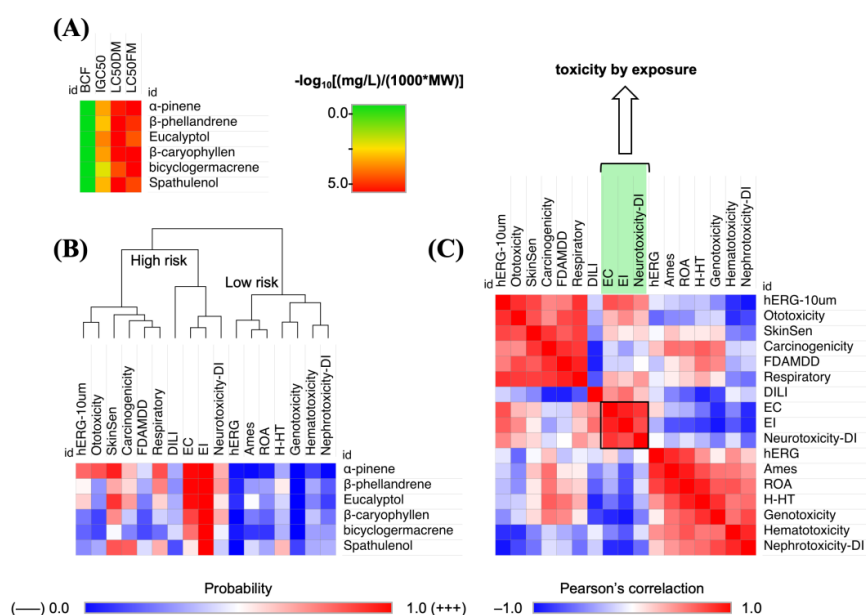 (A)
id
BCF
IGC50
LC50DM
LC50FM
id
α-pinene
β-phellandrene
Eucalyptol
β-caryophyllen
bicyclogermacrene
Spathulenol
-log₁₀[(mg/L)/(1000*MW)]
0.0
5.0
toxicity by exposure
(B)
High risk
Low risk
id
hERG-10um
Ototoxicity
SkinSen
Carcinogenicity
FDAMDD
Respiratory
DILI
EC
EI
Neurotoxicity-DI
hERG
Ames
ROA
H-HT
Genotoxicity
Hematotoxicity
Nephrotoxicity-DI
id
α-pinene
β-phellandrene
Eucalyptol
β-caryophyllen
bicyclogermacrene
Spathulenol
Probability
(–––) 0.0
1.0 (+++)
(C)
id
hERG-10um
Ototoxicity
SkinSen
Carcinogenicity
FDAMDD
Respiratory
DILI
EC
EI
Neurotoxicity-DI
hERG
Ames
ROA
H-HT
Genotoxicity
Hematotoxicity
Nephrotoxicity-DI
id
hERG-10um
Ototoxicity
SkinSen
Carcinogenicity
FDAMDD
Respiratory
DILI
EC
EI
Neurotoxicity-DI
hERG
Ames
ROA
H-HT
Genotoxicity
Hematotoxicity
Nephrotoxicity-DI
Pearson's correlaction
–1.0
1.0